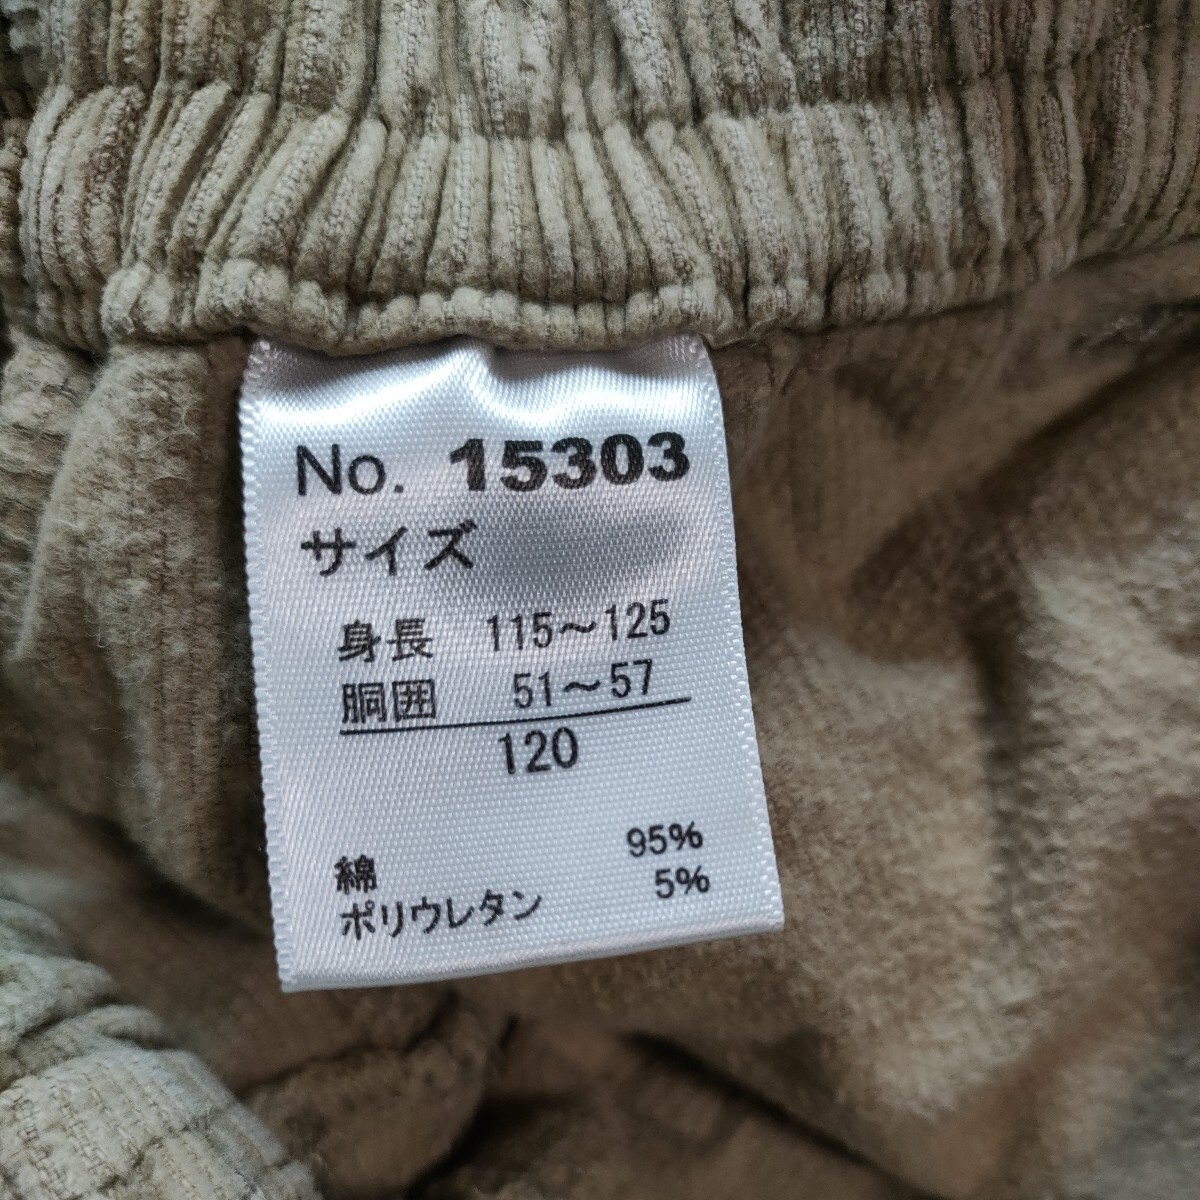 No. 15303
サイズ
身長 115～125
胴囲 51～57
120
綿 95%
ポリウレタン 5%